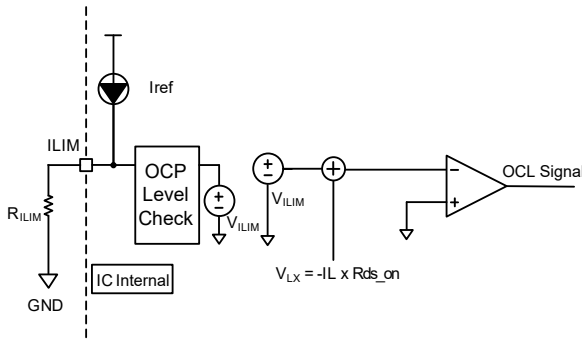 Iref
ILIM
OCP
Level
Check
RILIM
VILIM
VILIM
OCL Signal
IC Internal
VLX = -IL x Rds_on
GND